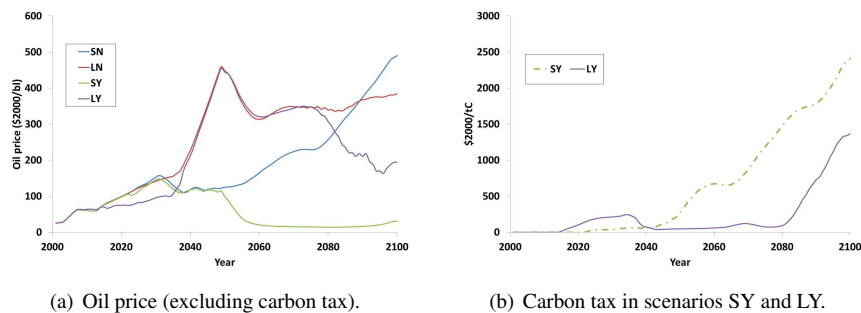 600
500
400
300
200
100
0
Oil price ($2000/bl)
SN
LN
SY
LY
2000 2020 2040 2060 2080 2100
Year
(a) Oil price (excluding carbon tax).
3000
2500
2000
1500
1000
500
0
$2000/tC
SY LY
2000 2020 2040 2060 2080 2100
Year
(b) Carbon tax in scenarios SY and LY.